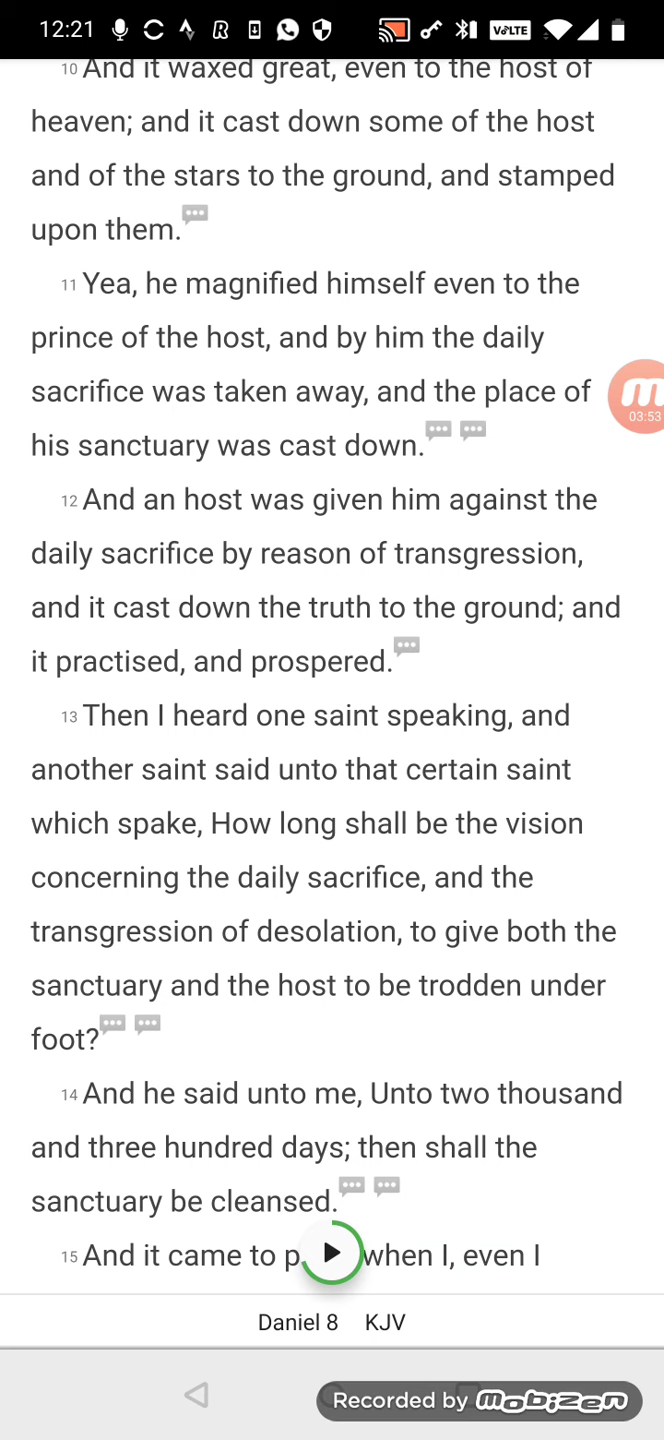 12:21 VoLTE
10 And it waxed great, even to the host of
heaven; and it cast down some of the host
and of the stars to the ground, and stamped
upon them.
11 Yea, he magnified himself even to the
prince of the host, and by him the daily
sacrifice was taken away, and the place of
his sanctuary was cast down.
03:53
12 And an host was given him against the
daily sacrifice by reason of transgression,
and it cast down the truth to the ground; and
it practised, and prospered.
13 Then I heard one saint speaking, and
another saint said unto that certain saint
which spake, How long shall be the vision
concerning the daily sacrifice, and the
transgression of desolation, to give both the
sanctuary and the host to be trodden under
foot?
14 And he said unto me, Unto two thousand
and three hundred days; then shall the
sanctuary be cleansed.
15 And it came to when I, even I
Daniel 8 KJV
Recorded by mobizen